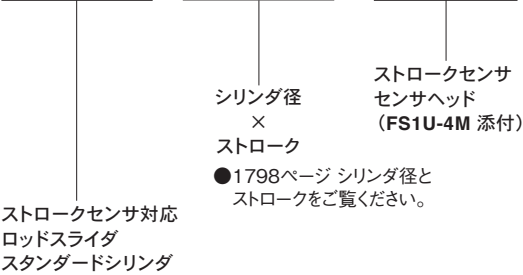 ストロークセンサ
センサヘッド
（FS1U-4M 添付）
シリンダ径
×
ストローク
●1798ページ シリンダ径と
ストロークをご覧ください。
ストロークセンサ対応
ロッドスライダ
スタンダードシリンダ